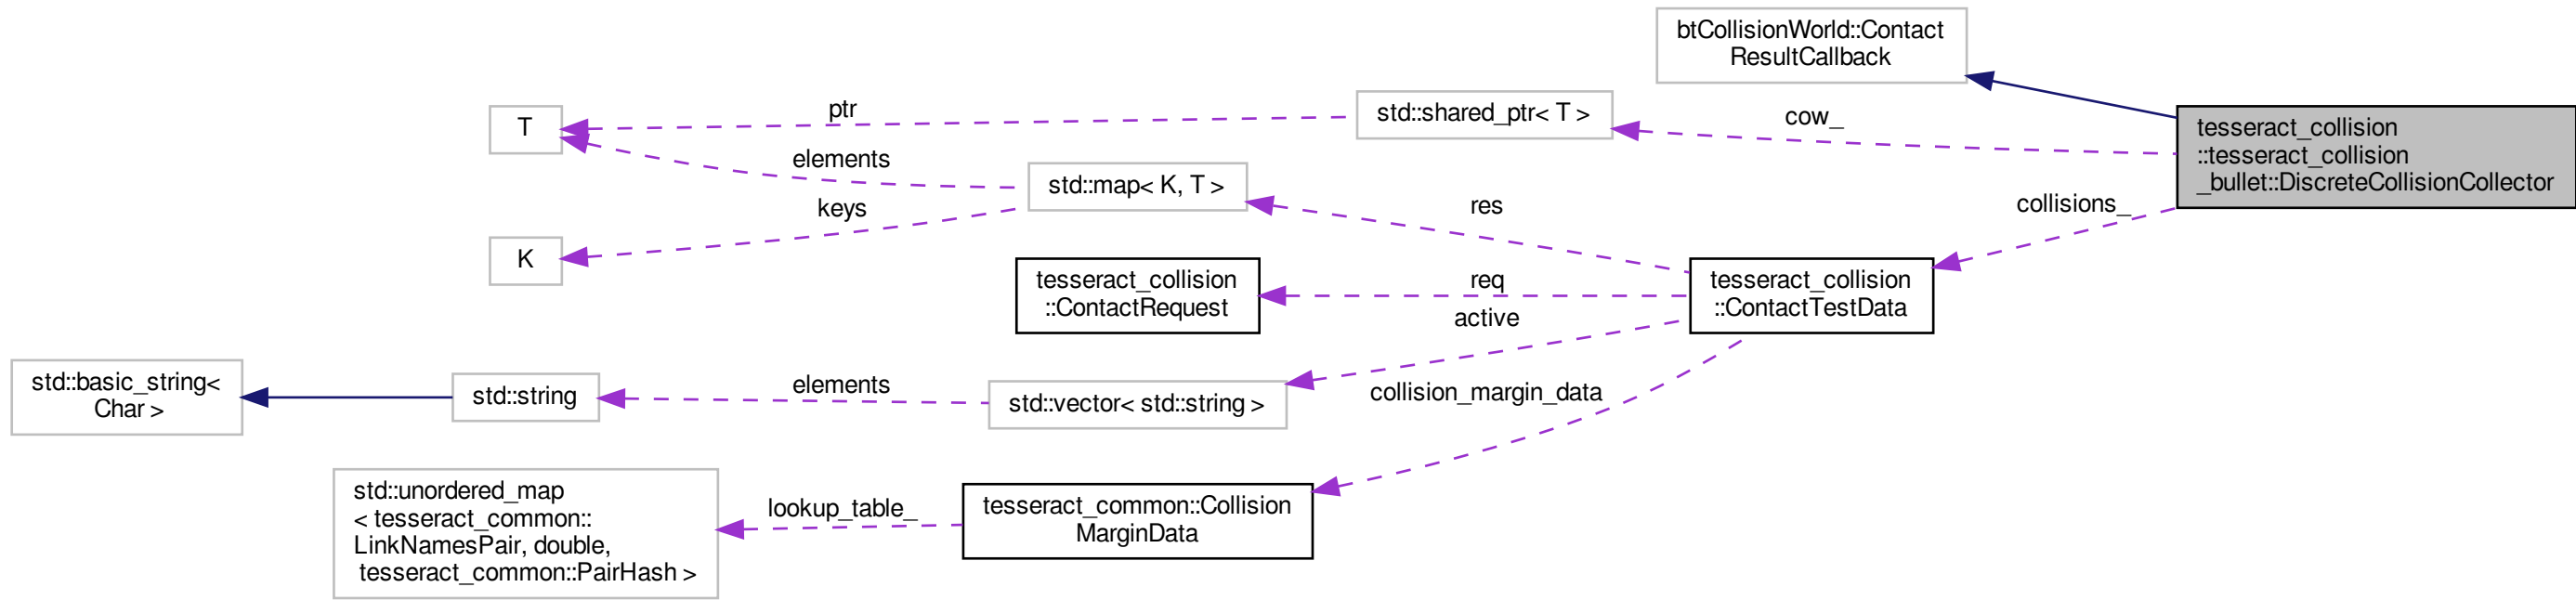 btCollisionWorld::Contact
ResultCallback
std::shared_ptr< T >
cow_
tesseract_collision
::tesseract_collision
_bullet::DiscreteCollisionCollector
T
ptr
elements
std::map< K, T >
keys
K
res
collisions_
tesseract_collision
::ContactRequest
req
tesseract_collision
::ContactTestData
active
std::basic_string<
Char >
std::string
elements
std::vector< std::string >
collision_margin_data
std::unordered_map
< tesseract_common::
LinkNamesPair, double,
tesseract_common::PairHash >
lookup_table_
tesseract_common::Collision
MarginData